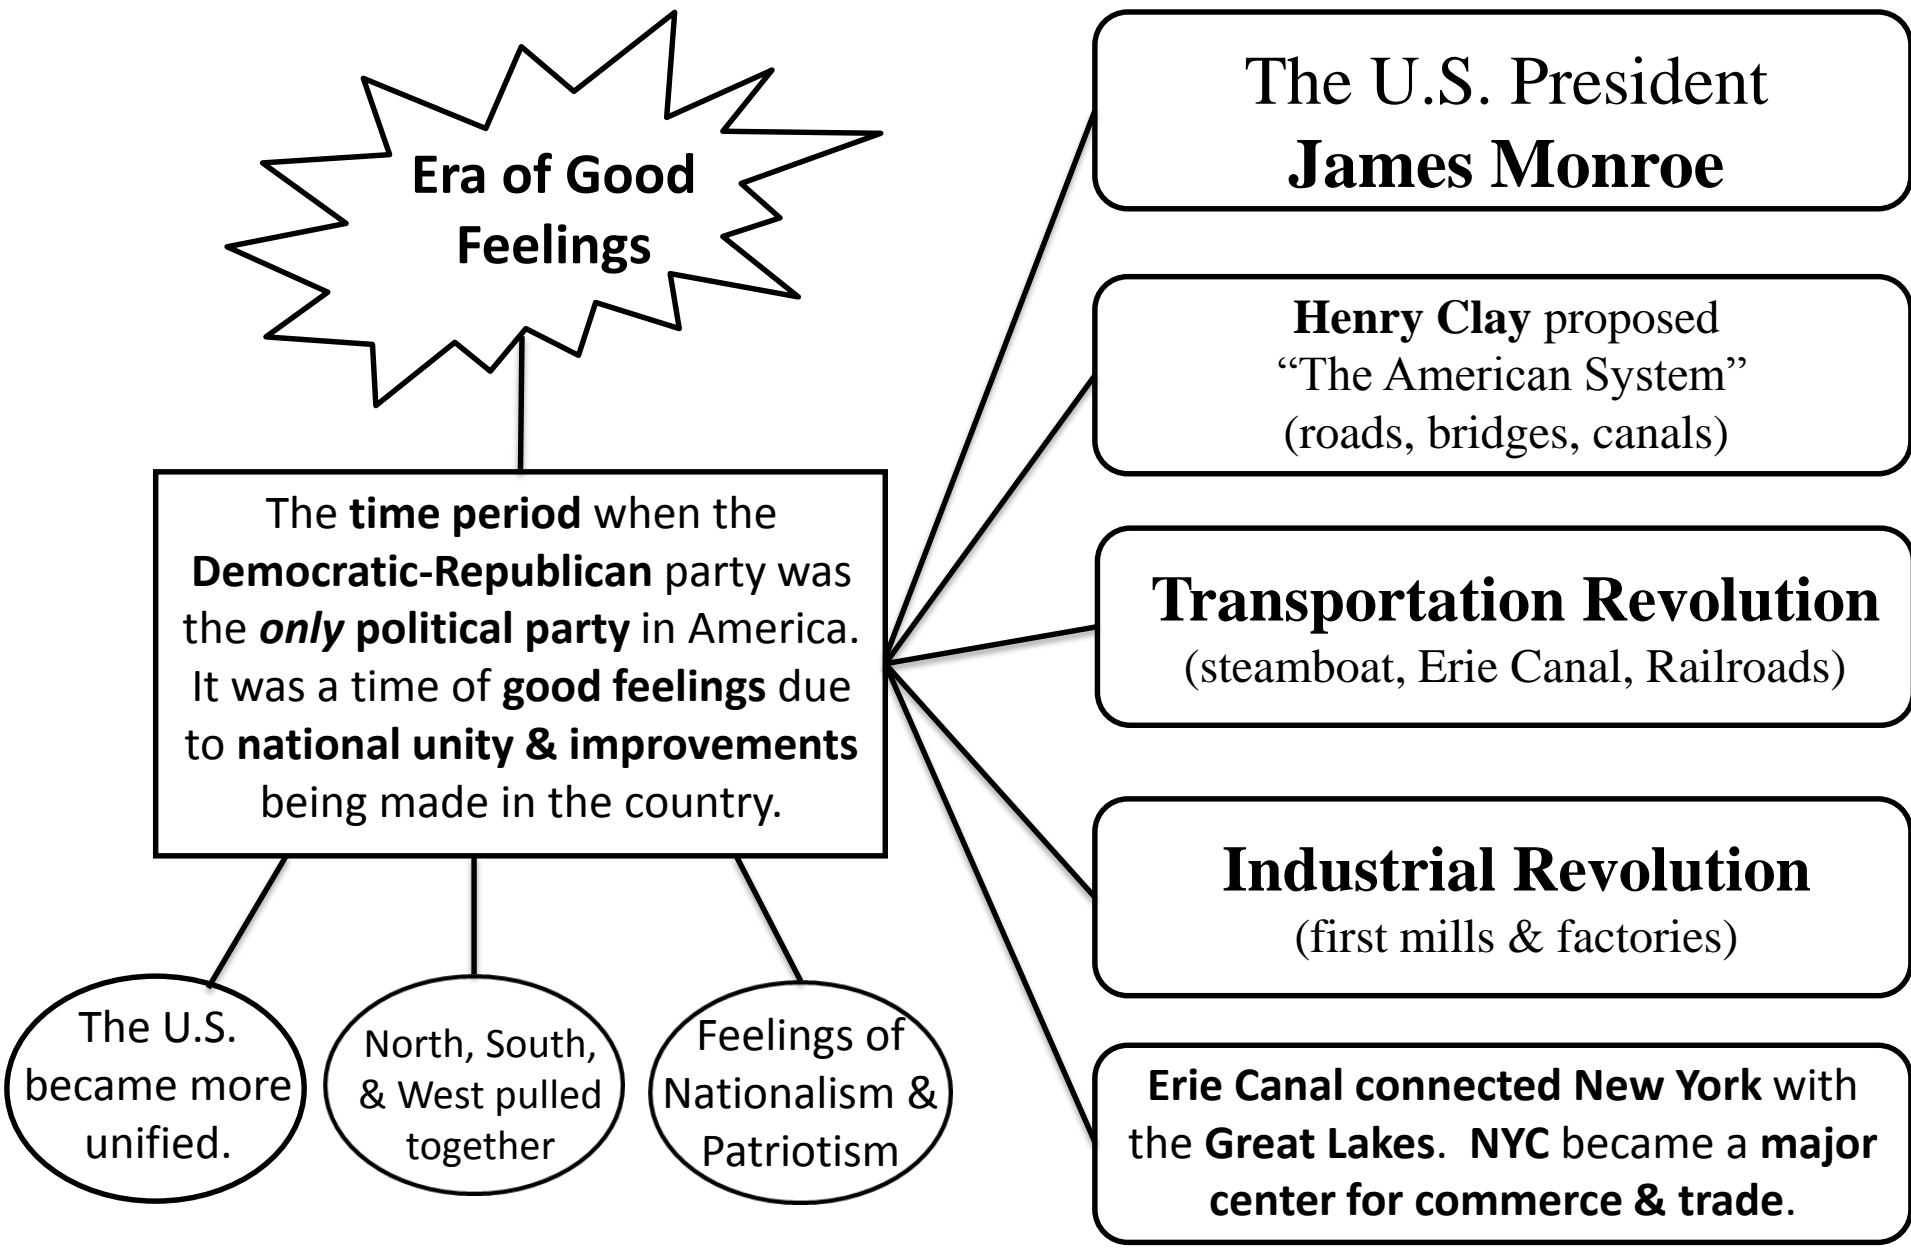 Era of Good
Feelings
The time period when the
Democratic-Republican party was
the only political party in America.
It was a time of good feelings due
to national unity & improvements
being made in the country.
The U.S.
became more
unified.
North, South,
& West pulled
together
Feelings of
Nationalism &
Patriotism
The U.S. President
James Monroe
Henry Clay proposed
“The American System”
(roads, bridges, canals)
Transportation Revolution
(steamboat, Erie Canal, Railroads)
Industrial Revolution
(first mills & factories)
Erie Canal connected New York with
the Great Lakes.  NYC became a major
center for commerce & trade.